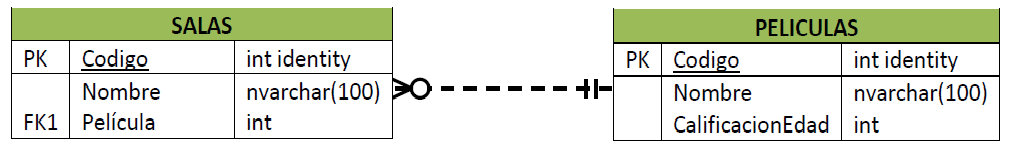 SALAS
PK Codigo int identity
Nombre nvarchar(100)
FK1 Película int
PELICULAS
PK Codigo int identity
Nombre nvarchar(100)
CalificacionEdad int